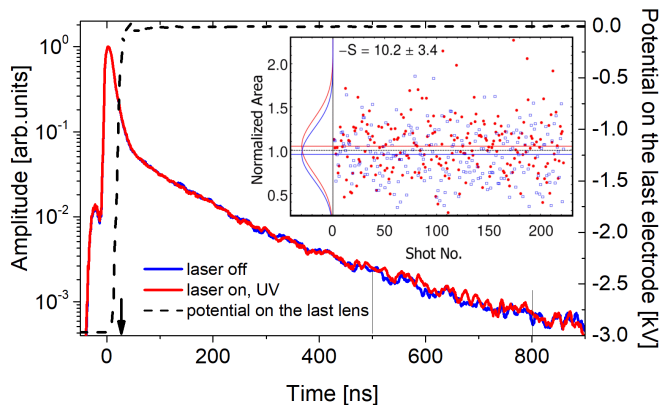 Amplitude [arb.units]
10⁰
10⁻¹
10⁻²
10⁻³
0
200
400
600
800
Time [ns]
0.0
-0.5
-1.0
-1.5
-2.0
-2.5
-3.0
Potential on the last electrode [kV]
laser off
laser on, UV
potential on the last lens
−S = 10.2 ± 3.4
Normalized Area
2.0
1.5
1.0
0.5
0
50
100
150
200
Shot No.